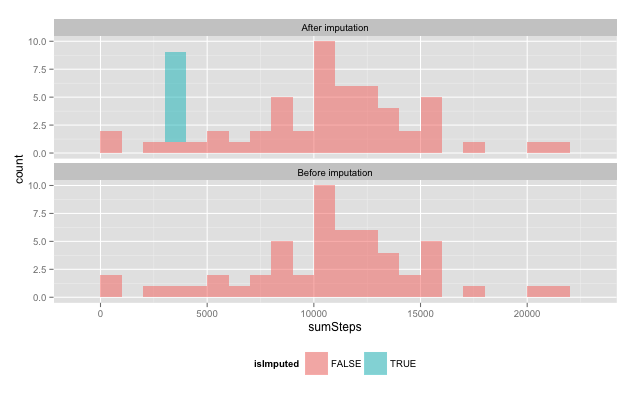 After imputation
10.0
7.5
5.0
2.5
0.0
Before imputation
10.0
7.5
5.0
2.5
0.0
count
0 5000 10000 15000 20000
sumSteps
isImputed FALSE TRUE